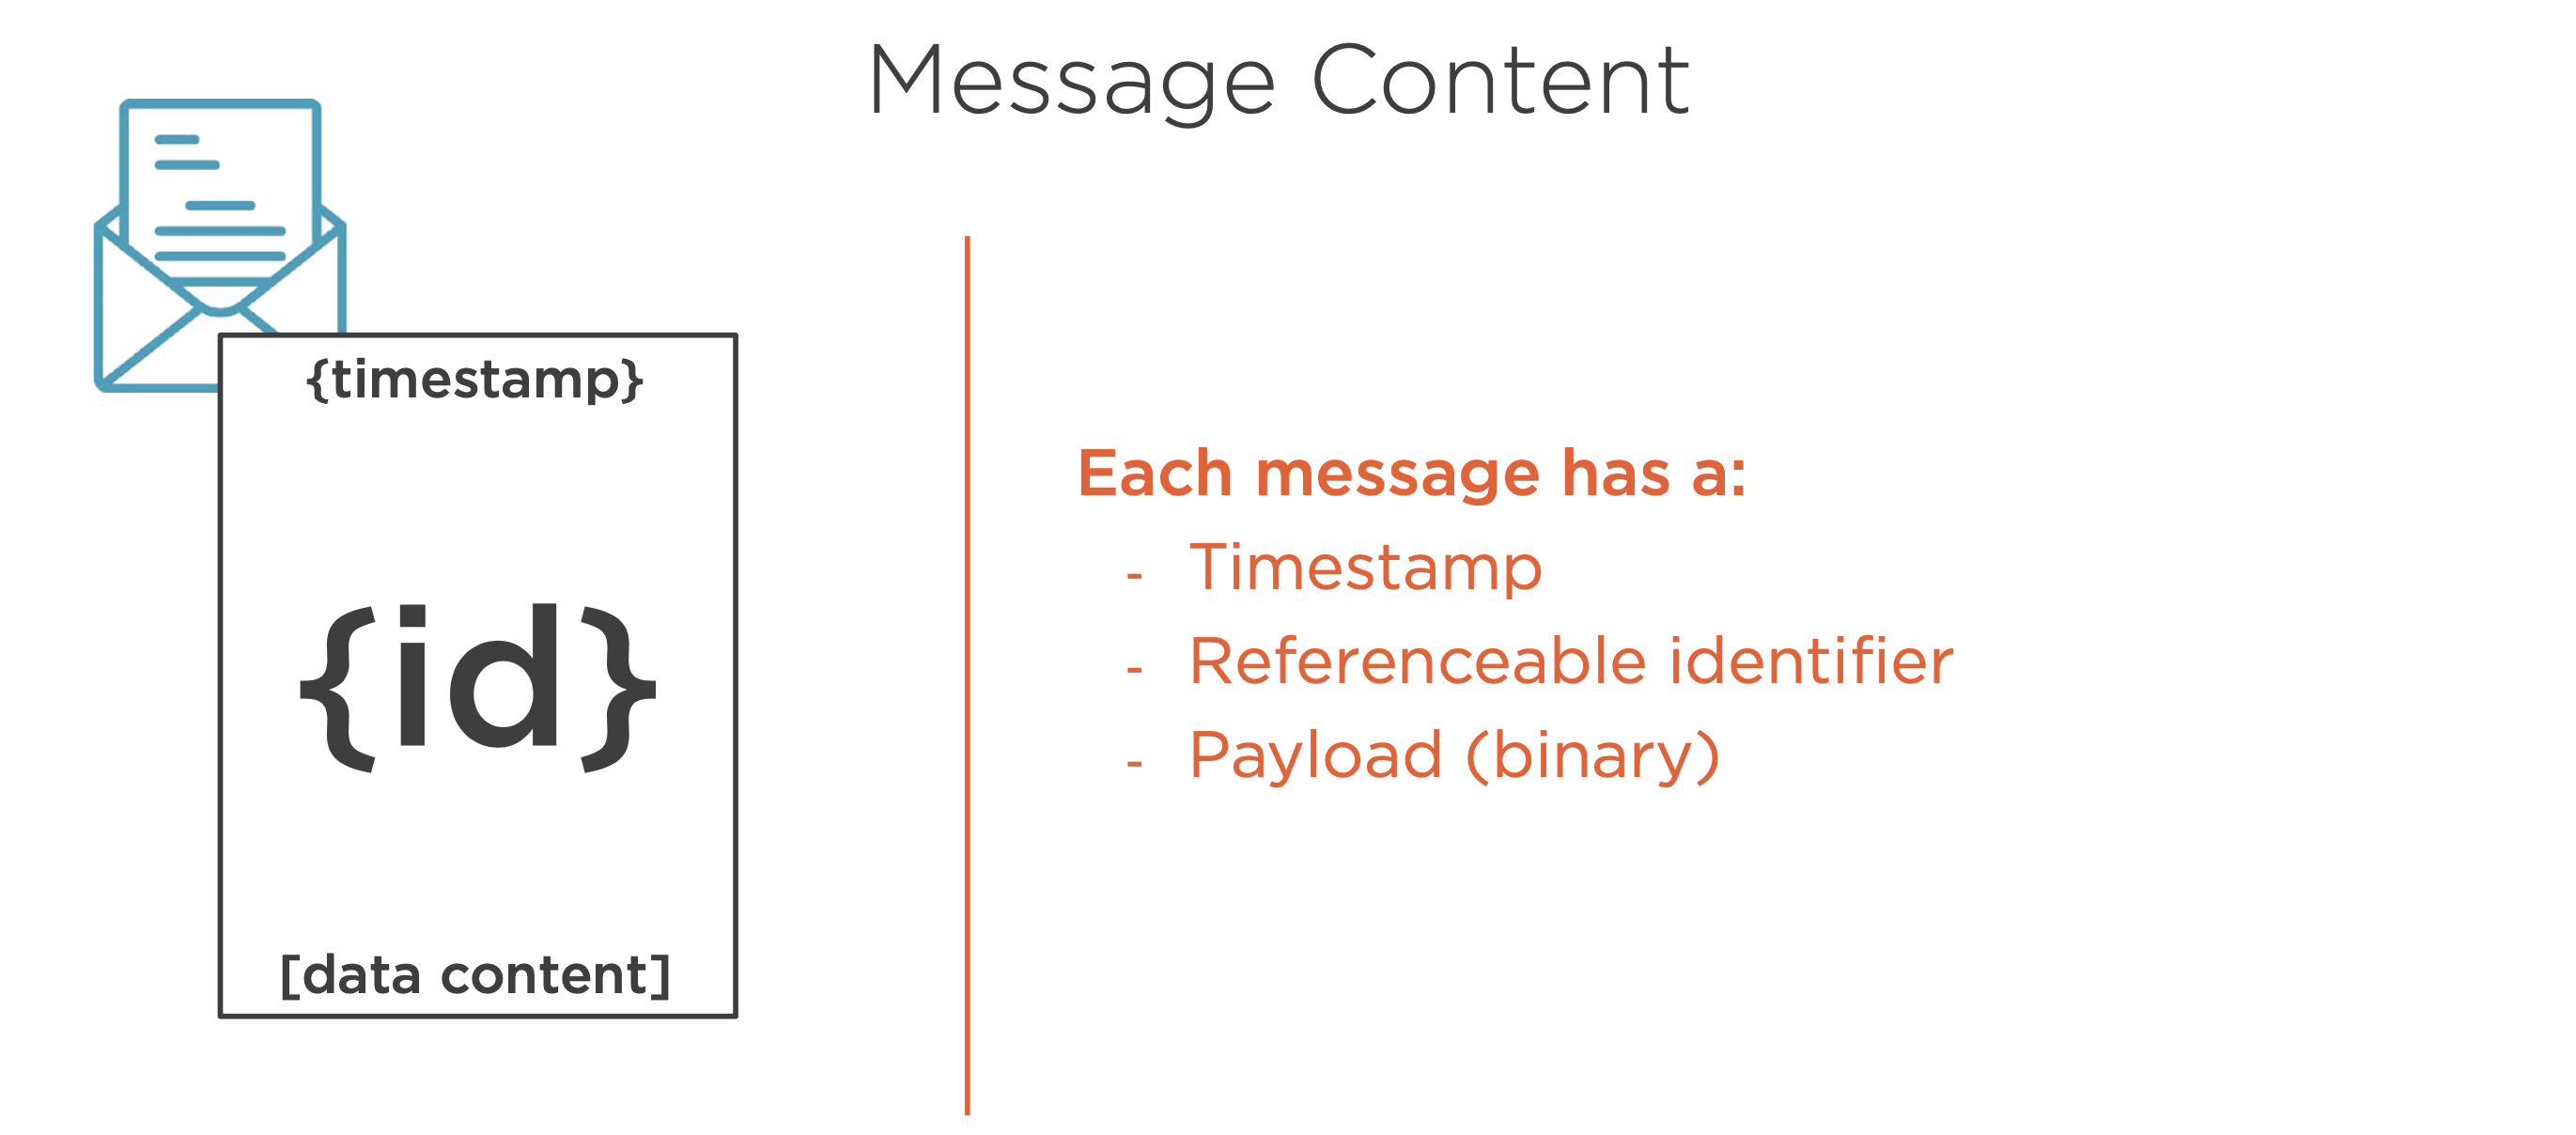 Message Content
{timestamp}
{id}
[data content]
Each message has a:
- Timestamp
- Referenceable identifier
- Payload (binary)